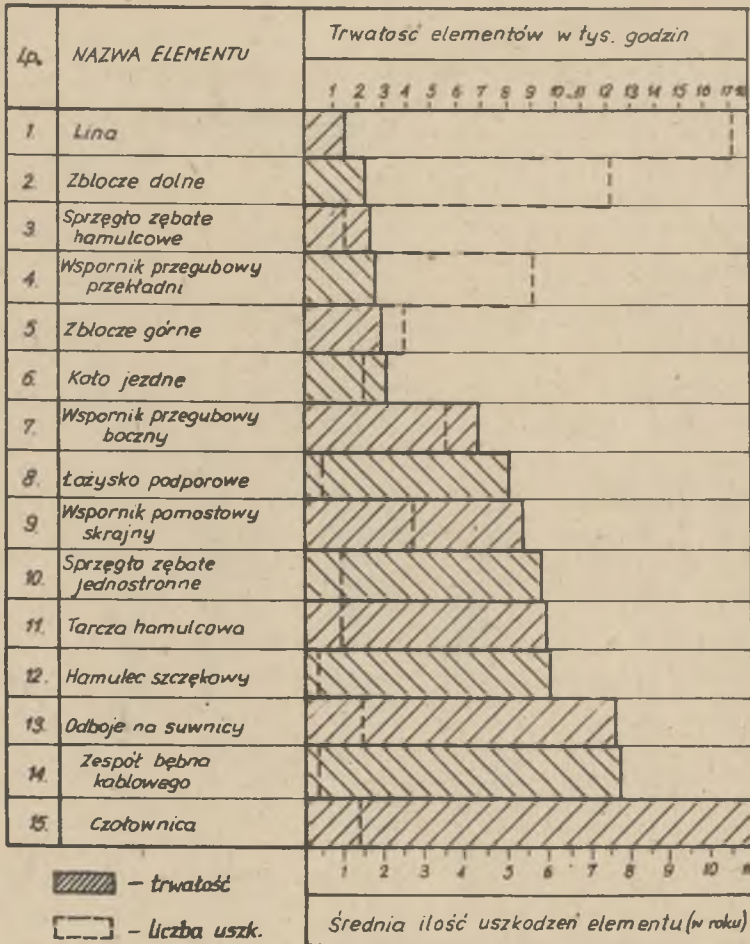 Lp. NAZWA ELEMENTU Trwałość elementów w tys. godzin
1 2 3 4 5 6 7 8 9 10 11 12 13 14 15 16 17 18
1. Lina
2. Zblocze dolne
3. Sprzęgło zębate
hamulcowe
4. Wspornik przegubowy
przekładni
5. Zblocze górne
6. Koło jezdne
7. Wspornik przegubowy
boczny
8. Łożysko podporowe
9. Wspornik pomostowy
skrajny
10. Sprzęgło zębate
jednostronne
11. Tarcza hamulcowa
12. Hamulec szczękowy
13. Odboje na suwnicy
14. Zespół bębna
kablowego
15. Czołownica
1 2 3 4 5 6 7 8 9 10 11
– trwałość
– liczba uszk.
Średnia ilość uszkodzeń elementu (w roku)